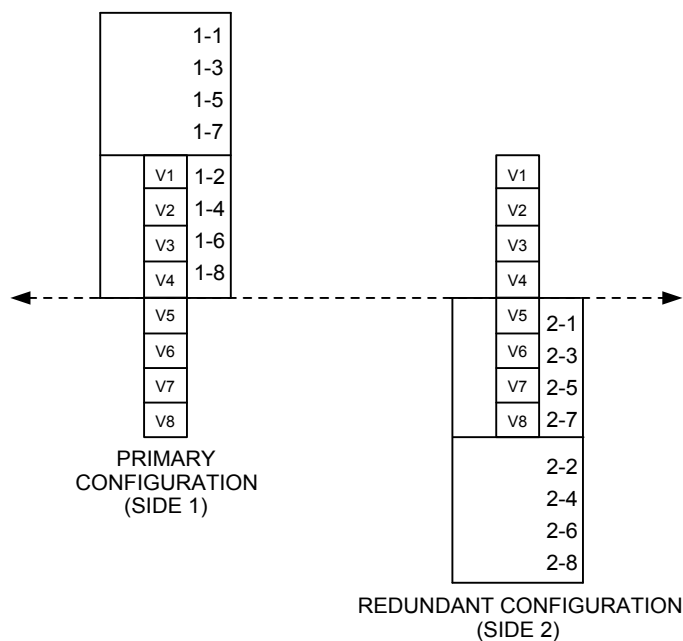 1-1
1-3
1-5
1-7
V1 1-2
V2 1-4
V3 1-6
V4 1-8
V5
V6
V7
V8
PRIMARY
CONFIGURATION
(SIDE 1)
V1
V2
V3
V4
V5 2-1
V6 2-3
V7 2-5
V8 2-7
2-2
2-4
2-6
2-8
REDUNDANT CONFIGURATION
(SIDE 2)